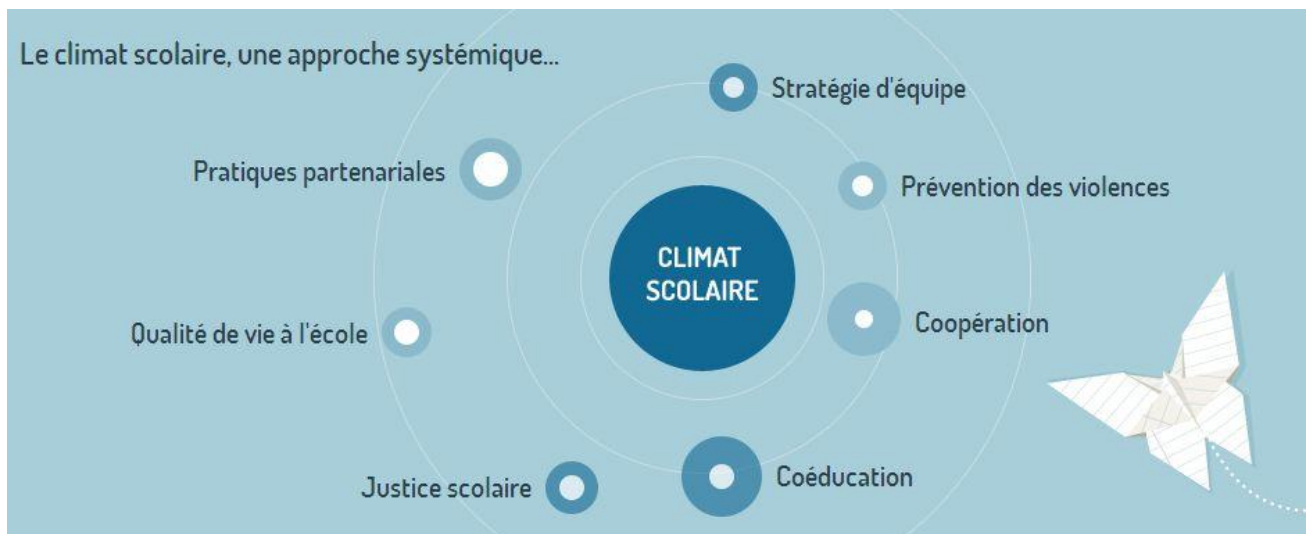 Le climat scolaire, une approche systémique...
Stratégie d'équipe
Pratiques partenariales
Prévention des violences
CLIMAT
SCOLAIRE
Coopération
Qualité de vie à l'école
Coéducation
Justice scolaire